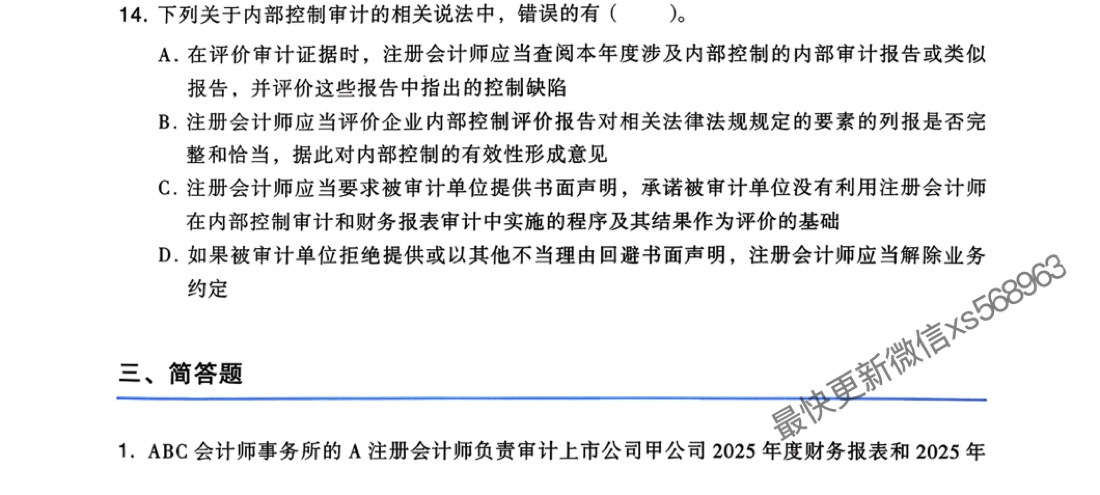 14. 下列关于内部控制审计的相关说法中，错误的有（　　）。
A. 在评价审计证据时，注册会计师应当查阅本年度涉及内部控制的内部审计报告或类似
报告，并评价这些报告中指出的控制缺陷
B. 注册会计师应当评价企业内部控制评价报告对相关法律法规规定的要素的列报是否完
整和恰当，据此对内部控制的有效性形成意见
C. 注册会计师应当要求被审计单位提供书面声明，承诺被审计单位没有利用注册会计师
在内部控制审计和财务报表审计中实施的程序及其结果作为评价的基础
D. 如果被审计单位拒绝提供或以其他不当理由回避书面声明，注册会计师应当解除业务
约定
最快更新微信xs568963
三、简答题
1. ABC 会计师事务所的 A 注册会计师负责审计上市公司甲公司 2025 年度财务报表和 2025 年